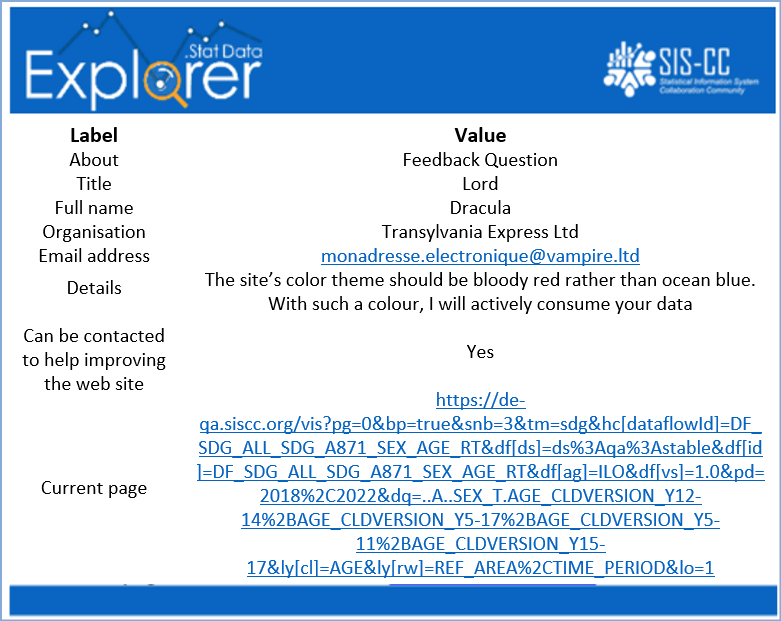 .Stat Data
Explorer
SIS-CC
Statistical Information System
Collaboration Community
Label Value
About Feedback Question
Title Lord
Full name Dracula
Organisation Transylvania Express Ltd
Email address monadresse.electronique@vampire.ltd
Details The site's color theme should be bloody red rather than ocean blue.
With such a colour, I will actively consume your data
Can be contacted
to help improving
the web site
Yes
Current page
https://de-
qa.siscc.org/vis?pg=0&bp=true&snb=3&tm=sdg&hc[dataflowId]=DF_
SDG_ALL_SDG_A871_SEX_AGE_RT&df[ds]=ds%3Aqa%3Astable&df[id
]=DF_SDG_ALL_SDG_A871_SEX_AGE_RT&df[ag]=ILO&df[vs]=1.0&pd=
2018%2C2022&dq=..A..SEX_T.AGE_CLDVERSION_Y12-
14%2BAGE_CLDVERSION_Y5-17%2BAGE_CLDVERSION_Y5-
11%2BAGE_CLDVERSION_Y15-
17&ly[cl]=AGE&ly[rw]=REF_AREA%2CTIME_PERIOD&lo=1